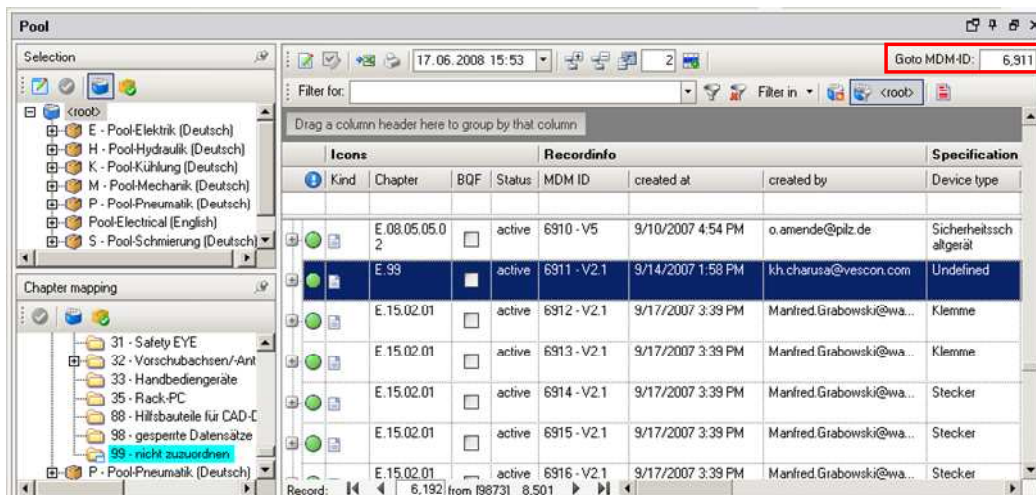 Pool
Selection
<root>
E - Pool-Elektrik (Deutsch)
H - Pool-Hydraulik (Deutsch)
K - Pool-Kühlung (Deutsch)
M - Pool-Mechanik (Deutsch)
P - Pool-Pneumatik (Deutsch)
Pool-Electrical (English)
S - Pool-Schmierung (Deutsch)
Chapter mapping
31 - Safety EYE
32 - Vorschubachsen/-Ant
33 - Handbediengeräte
35 - Rack-PC
88 - Hilfsbauteile für CAD-D
98 - gesperrte Datensätze
99 - nicht zuzuordnen
P - Pool-Pneumatik (Deutsch)
17.06.2008 15:53 2 Goto MDM-ID: 6,911
Filter for: Filter in <root>
Drag a column header here to group by that column
Icons Recordinfo Specification
Kind Chapter BQF Status MDM ID created at created by Device type
E.08.05.05.0 active 6910 - V5 9/10/2007 4:54 PM o.amende@pilz.de Sicherheitssch
2 altgerät
E.99 active 6911 - V2.1 9/14/2007 1:58 PM kh.charusa@vescon.com Undefined
E.15.02.01 active 6912 - V2.1 9/17/2007 3:39 PM Manfred.Grabowski@wa... Klemme
E.15.02.01 active 6913 - V2.1 9/17/2007 3:39 PM Manfred.Grabowski@wa... Klemme
E.15.02.01 active 6914 - V2.1 9/17/2007 3:39 PM Manfred.Grabowski@wa... Stecker
E.15.02.01 active 6915 - V2.1 9/17/2007 3:39 PM Manfred.Grabowski@wa... Stecker
E.15.02.01 active 6916 - V2.1 9/17/2007 3:39 PM Manfred.Grabowski@wa... Stecker
Record: 6,192 from [9873] 8,501